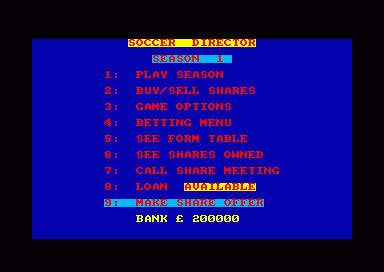 SOCCER DIRECTOR
SEASON 1
1: PLAY SEASON
2: BUY/SELL SHARES
3: GAME OPTIONS
4: BETTING MENU
5: SEE FORM TABLE
6: SEE SHARES OWNED
7: CALL SHARE MEETING
8: LOAN AVAILABLE
9: MAKE SHARE OFFER
BANK £ 200000